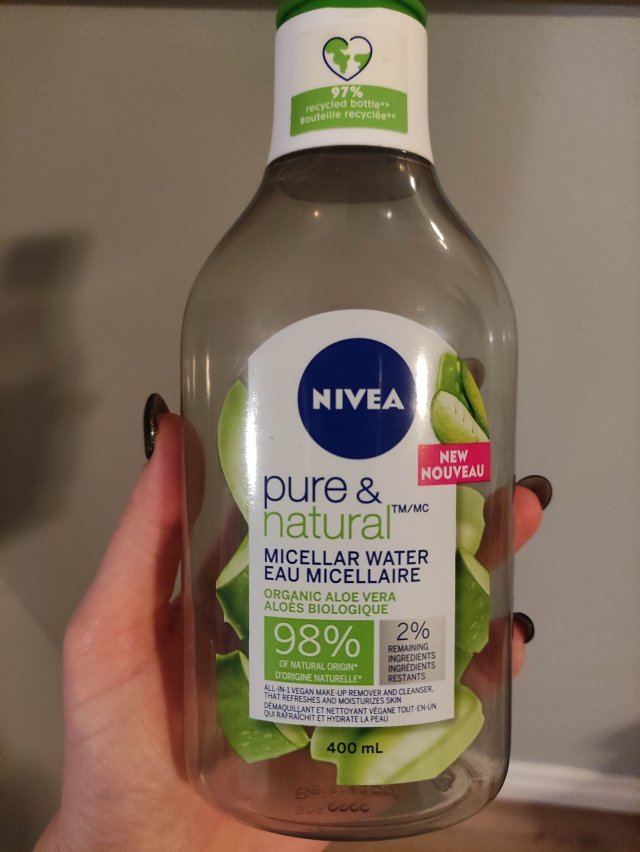 97%
recycled bottle**
Bouteille recyclée**
NIVEA
NEW
NOUVEAU
pure &
natural TM/MC
MICELLAR WATER
EAU MICELLAIRE
ORGANIC ALOE VERA
ALOÈS BIOLOGIQUE
98%
OF NATURAL ORIGIN*
D'ORIGINE NATURELLE*
2%
REMAINING
INGREDIENTS
INGRÉDIENTS
RESTANTS
ALL-IN-1 VEGAN MAKE-UP REMOVER AND CLEANSER,
THAT REFRESHES AND MOISTURIZES SKIN
DÉMAQUILLANT ET NETTOYANT VÉGANE TOUT-EN-UN
QUI RAFRAÎCHIT ET HYDRATE LA PEAU
400 mL